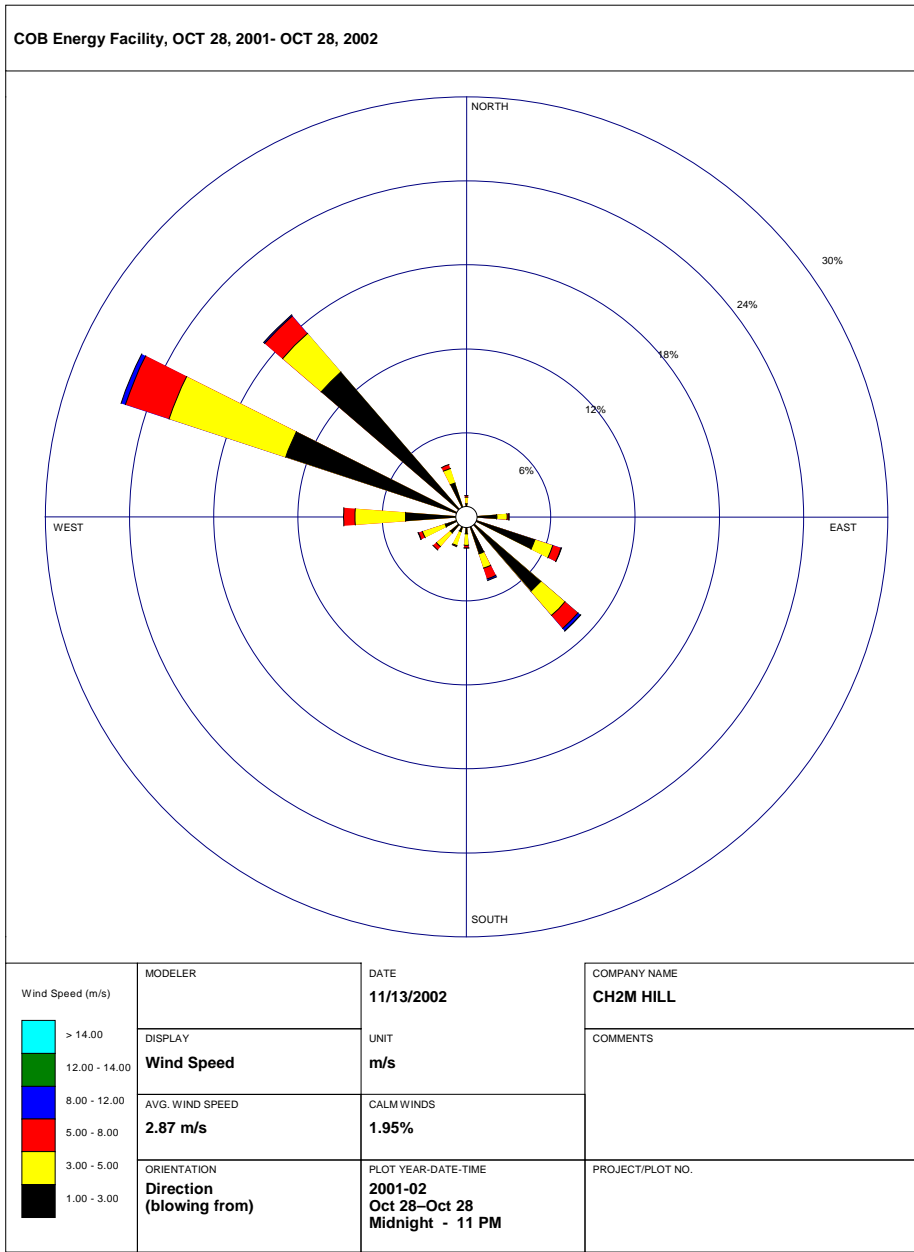 COB Energy Facility, OCT 28, 2001- OCT 28, 2002
NORTH
30%
24%
18%
12%
6%
WEST
EAST
SOUTH
Wind Speed (m/s)
> 14.00
12.00 - 14.00
8.00 - 12.00
5.00 - 8.00
3.00 - 5.00
1.00 - 3.00
MODELER
DATE
11/13/2002
COMPANY NAME
CH2M HILL
DISPLAY
Wind Speed
UNIT
m/s
COMMENTS
AVG. WIND SPEED
2.87 m/s
CALM WINDS
1.95%
ORIENTATION
Direction
(blowing from)
PLOT YEAR-DATE-TIME
2001-02
Oct 28–Oct 28
Midnight - 11 PM
PROJECT/PLOT NO.